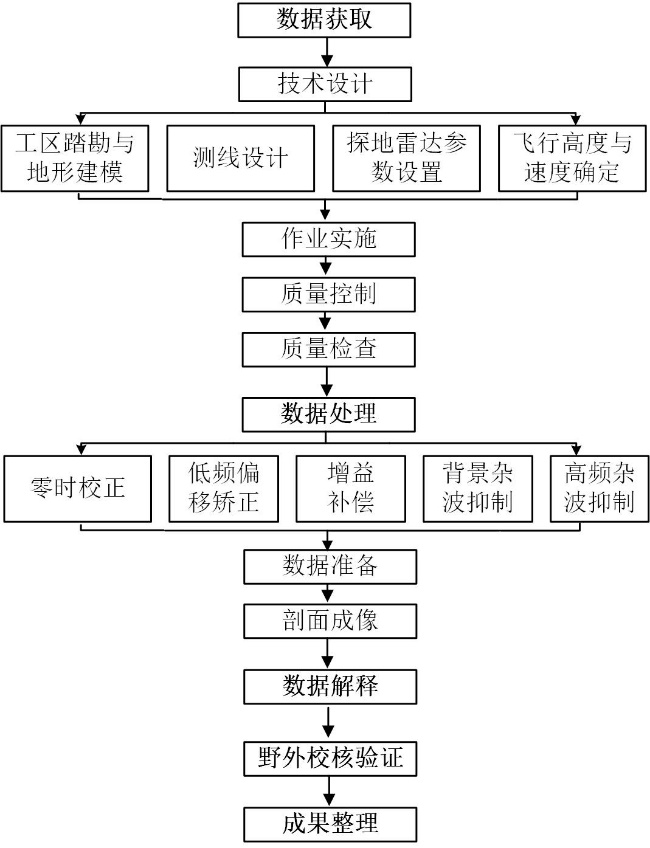 数据获取
技术设计
工区踏勘与
地形建模
测线设计
探地雷达参
数设置
飞行高度与
速度确定
作业实施
质量控制
质量检查
数据处理
零时校正
低频偏
移矫正
增益
补偿
背景杂
波抑制
高频杂
波抑制
数据准备
剖面成像
数据解释
野外校核验证
成果整理